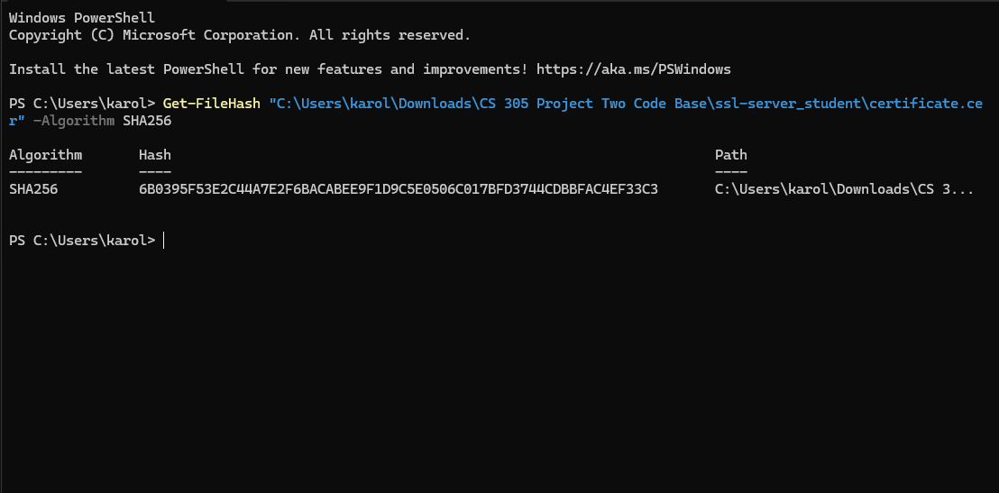 Windows PowerShell
Copyright (C) Microsoft Corporation. All rights reserved.
Install the latest PowerShell for new features and improvements! https://aka.ms/PSWindows
PS C:\Users\karol> Get-FileHash "C:\Users\karol\Downloads\CS 305 Project Two Code Base\ssl-server_student\certificate.ce
r" -Algorithm SHA256
Algorithm Hash Path
--------- ---- ----
SHA256 6B0395F53E2C44A7E2F6BACABEE9F1D9C5E0506C017BFD3744CDBBFAC4EF33C3 C:\Users\karol\Downloads\CS 3...
PS C:\Users\karol>